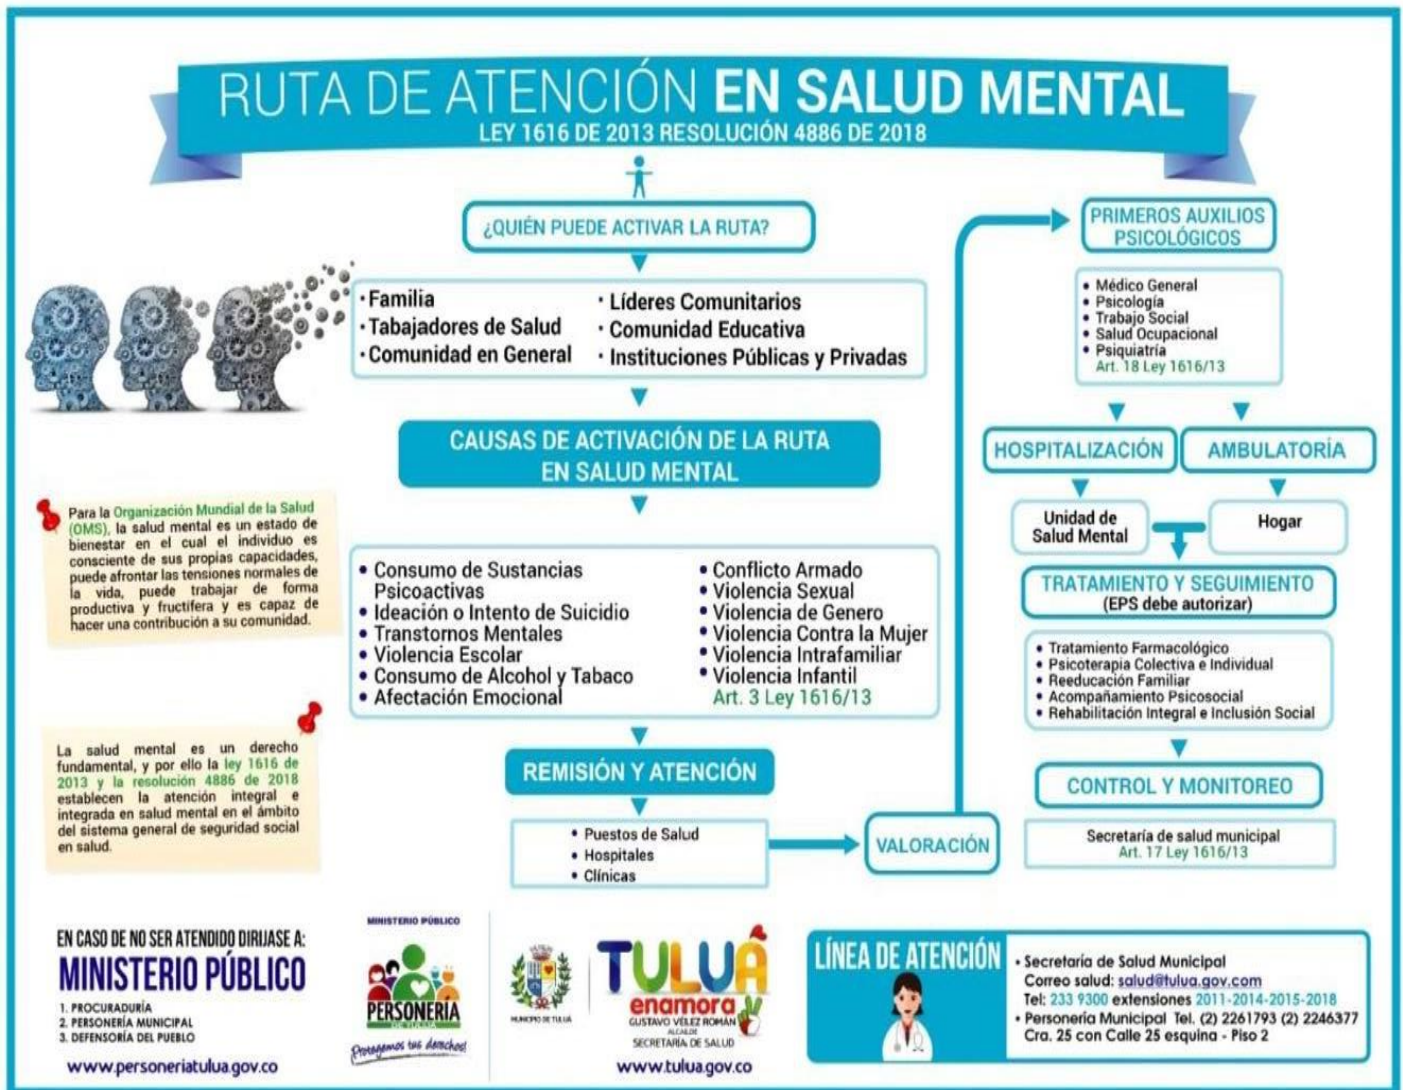 RUTA DE ATENCIÓN EN SALUD MENTAL
LEY 1616 DE 2013 RESOLUCIÓN 4886 DE 2018
¿QUIÉN PUEDE ACTIVAR LA RUTA?
· Familia
· Tabajadores de Salud
· Comunidad en General
· Líderes Comunitarios
· Comunidad Educativa
· Instituciones Públicas y Privadas
CAUSAS DE ACTIVACIÓN DE LA RUTA
EN SALUD MENTAL
• Consumo de Sustancias
Psicoactivas
• Ideación o Intento de Suicidio
• Transtornos Mentales
• Violencia Escolar
• Consumo de Alcohol y Tabaco
• Afectación Emocional
• Conflicto Armado
• Violencia Sexual
• Violencia de Genero
• Violencia Contra la Mujer
• Violencia Intrafamiliar
• Violencia Infantil
Art. 3 Ley 1616/13
REMISIÓN Y ATENCIÓN
• Puestos de Salud
• Hospitales
• Clínicas
VALORACIÓN
PRIMEROS AUXILIOS
PSICOLÓGICOS
• Médico General
• Psicología
• Trabajo Social
• Salud Ocupacional
• Psiquiatría
Art. 18 Ley 1616/13
HOSPITALIZACIÓN
AMBULATORÍA
Unidad de
Salud Mental
Hogar
TRATAMIENTO Y SEGUIMIENTO
(EPS debe autorizar)
• Tratamiento Farmacológico
• Psicoterapia Colectiva e Individual
• Reeducación Familiar
• Acompañamiento Psicosocial
• Rehabilitación Integral e Inclusión Social
CONTROL Y MONITOREO
Secretaría de salud municipal
Art. 17 Ley 1616/13
Para la Organización Mundial de la Salud
(OMS), la salud mental es un estado de
bienestar en el cual el individuo es
consciente de sus propias capacidades,
puede afrontar las tensiones normales de
la vida, puede trabajar de forma
productiva y fructífera y es capaz de
hacer una contribución a su comunidad.
La salud mental es un derecho
fundamental, y por ello la ley 1616 de
2013 y la resolución 4886 de 2018
establecen la atención integral e
integrada en salud mental en el ámbito
del sistema general de seguridad social
en salud.
EN CASO DE NO SER ATENDIDO DIRIJASE A:
MINISTERIO PÚBLICO
1. PROCURADURÍA
2. PERSONERÍA MUNICIPAL
3. DEFENSORÍA DEL PUEBLO
www.personeriatulua.gov.co
MINISTERIO PÚBLICO
PERSONERÍA
DE TULUA
Protegemos tus derechos!
MUNICIPIO DE TULUÁ
TULUÁ
enamora
GUSTAVO VÉLEZ ROMÁN
ALCALDE
SECRETARÍA DE SALUD
www.tulua.gov.co
LÍNEA DE ATENCIÓN
• Secretaría de Salud Municipal
Correo salud: salud@tulua.gov.com
Tel: 233 9300 extensiones 2011-2014-2015-2018
• Personería Municipal Tel. (2) 2261793 (2) 2246377
Cra. 25 con Calle 25 esquina - Piso 2